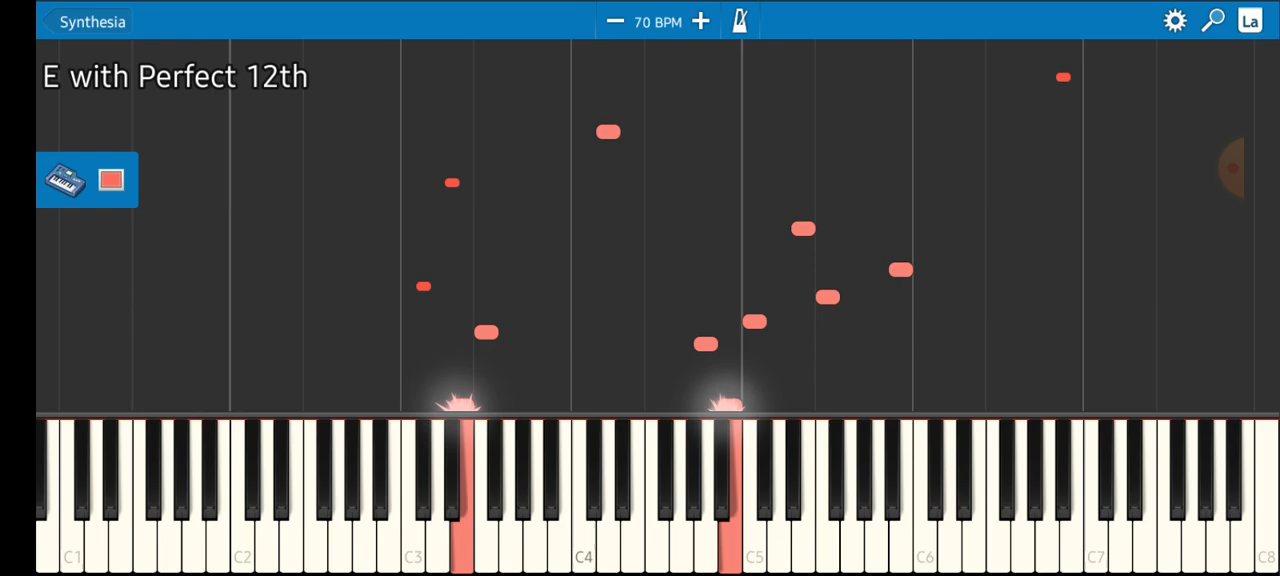 Synthesia
70 BPM
La
E with Perfect 12th
C1 C2 C3 C4 C5 C6 C7 C8